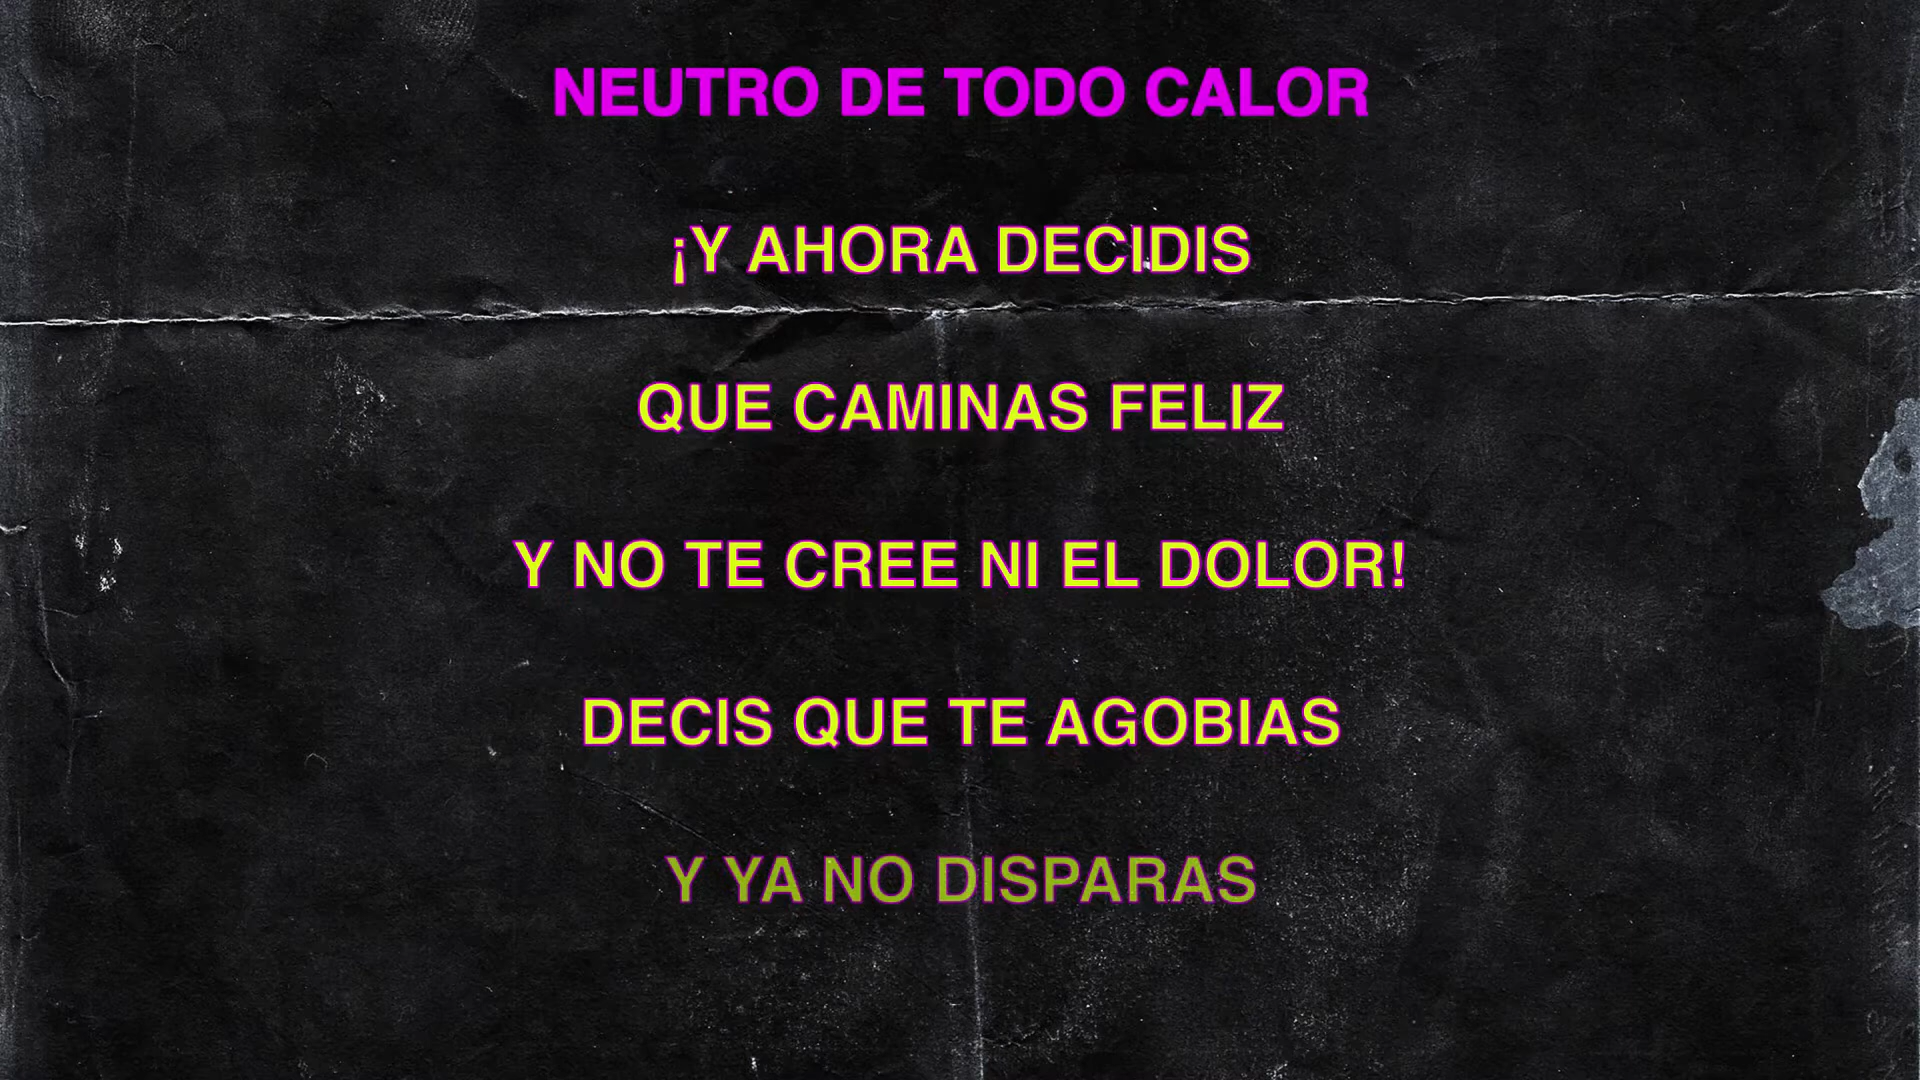 NEUTRO DE TODO CALOR
¡Y AHORA DECIDIS
QUE CAMINAS FELIZ
Y NO TE CREE NI EL DOLOR!
DECIS QUE TE AGOBIAS
Y YA NO DISPARAS